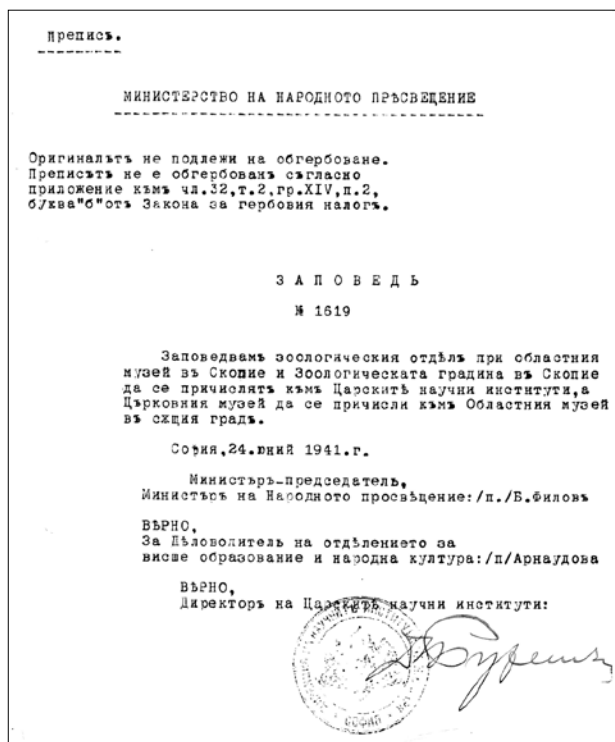 Преписъ.
МИНИСТЕРСТВО НА НАРОДНОТО ПРѢСВЕЩЕНИЕ
Оригиналътъ не подлежи на обгербоване.
Преписътъ не е обгербованъ съгласно
приложение къмъ чл.32,т.2,гр.XIV,п.2,
буква"б"отъ Закона за гербовия налогъ.
З А П О В Е Д Ь
№ 1619
Заповедвамъ зоологическия отдѣлъ при областния
музей въ Скопие и Зоологическата градина въ Скопие
да се причислятъ къмъ Царскитѣ научни институти,а
Църковния музей да се причисли къмъ Областния музей
въ сѫщия градъ.
София,24.юний 1941.г.
Министъръ-председатель,
Министъръ на Народното просвѣщение:/п./Б.Филовъ
ВѢРНО,
За Дѣловодитель на отдѣлението за
висше образование и народна култура:/п/Арнаудова
ВѢРНО,
Директоръ на Царскитѣ научни институти:
СОФИЯ